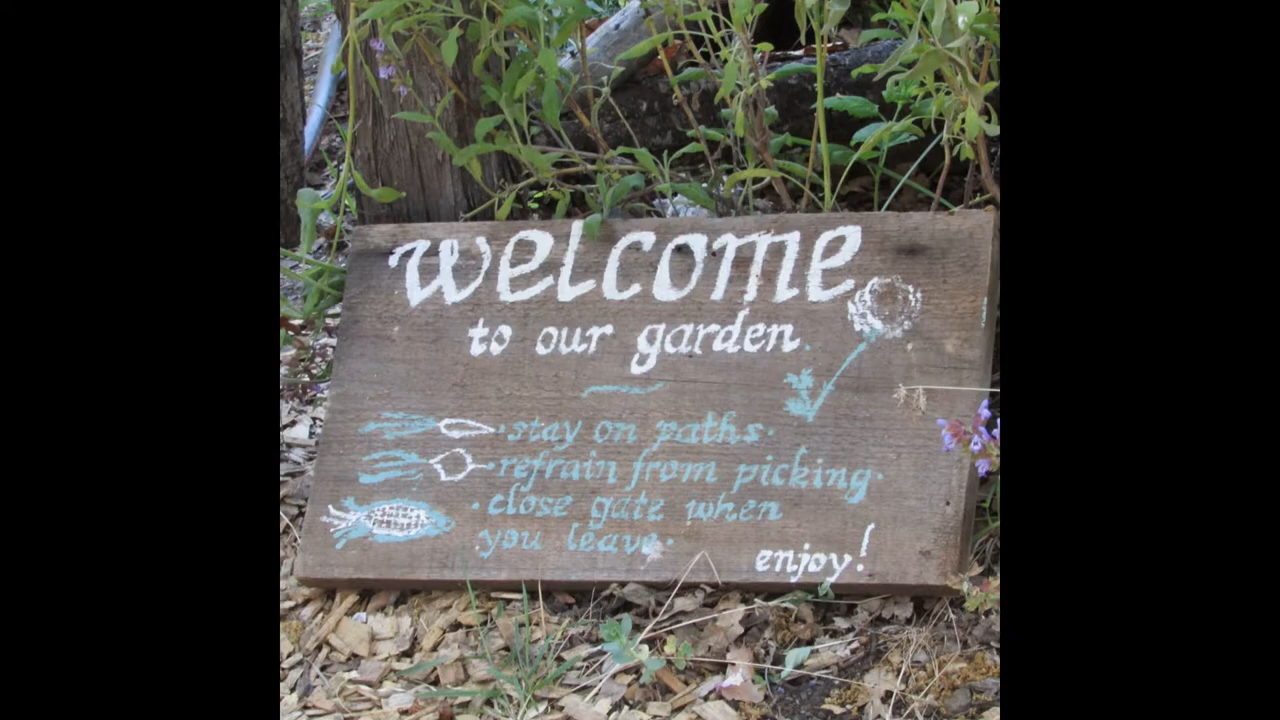 welcome
to our garden.
·stay on paths.
·refrain from picking.
·close gate when
you leave.
enjoy!